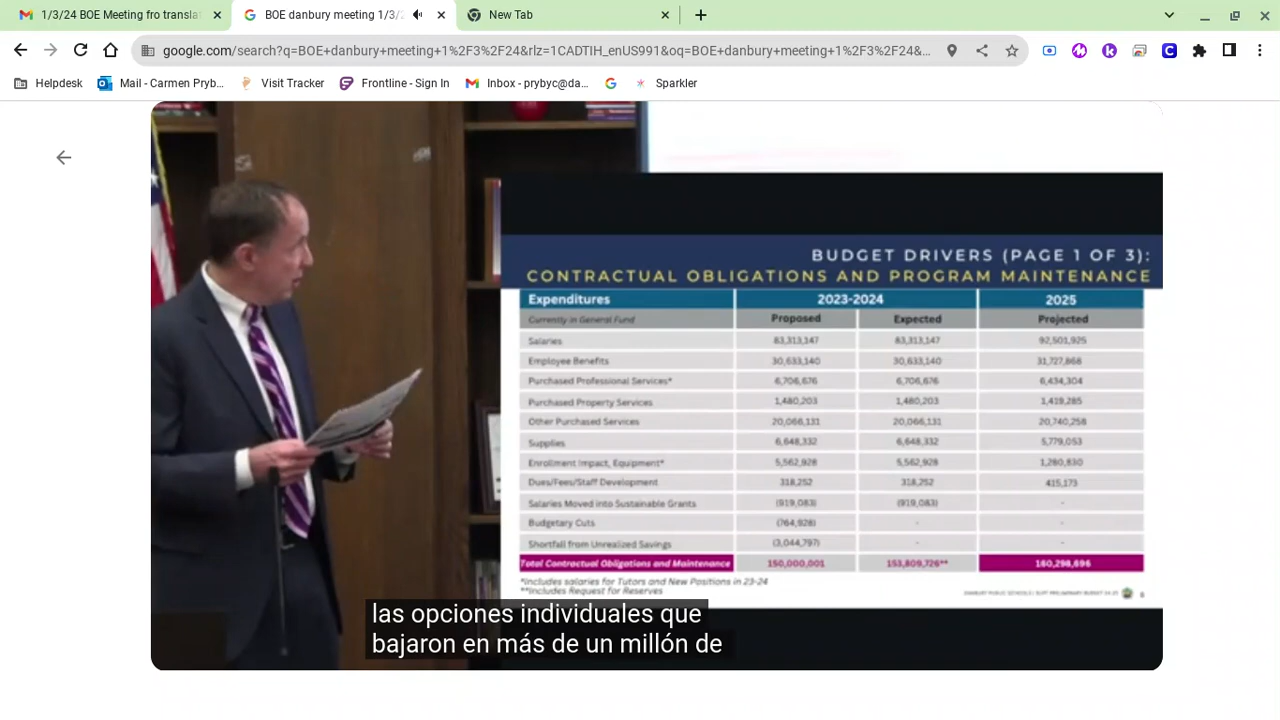 1/3/24 BOE Meeting fro transla
BOE danbury meeting 1/3/2
New Tab
google.com/search?q=BOE+danbury+meeting+1%2F3%2F24&rlz=1CADTIH_enUS991&oq=BOE+danbury+meeting+1%2F3%2F24&...
Helpdesk
Mail - Carmen Pryb...
Visit Tracker
Frontline - Sign In
Inbox - prybyc@da...
Sparkler
BUDGET DRIVERS (PAGE 1 OF 3):
CONTRACTUAL OBLIGATIONS AND PROGRAM MAINTENANCE
Expenditures 2023-2024 2025
Currently in General Fund Proposed Expected Projected
Salaries 83,313,147 83,313,147 92,501,925
Employee Benefits 30,633,140 30,633,140 31,727,868
Purchased Professional Services* 6,706,676 6,706,676 6,434,304
Purchased Property Services 1,480,203 1,480,203 1,419,285
Other Purchased Services 20,066,131 20,066,131 20,740,258
Supplies 6,648,332 6,648,332 5,779,053
Enrollment Impact, Equipment* 5,562,928 5,562,928 1,280,830
Dues/Fees/Staff Development 318,252 318,252 415,173
Salaries Moved into Sustainable Grants (919,083) (919,083) -
Budgetary Cuts (764,928) - -
Shortfall from Unrealized Savings (3,044,797) - -
Total Contractual Obligations and Maintenance 150,000,001 153,809,726** 160,298,696
*Includes salaries for Tutors and New Positions in 23-24
**Includes Request for Reserves
DANBURY PUBLIC SCHOOLS | SUPT PRELIMINARY BUDGET 24-25
las opciones individuales que
bajaron en más de un millón de